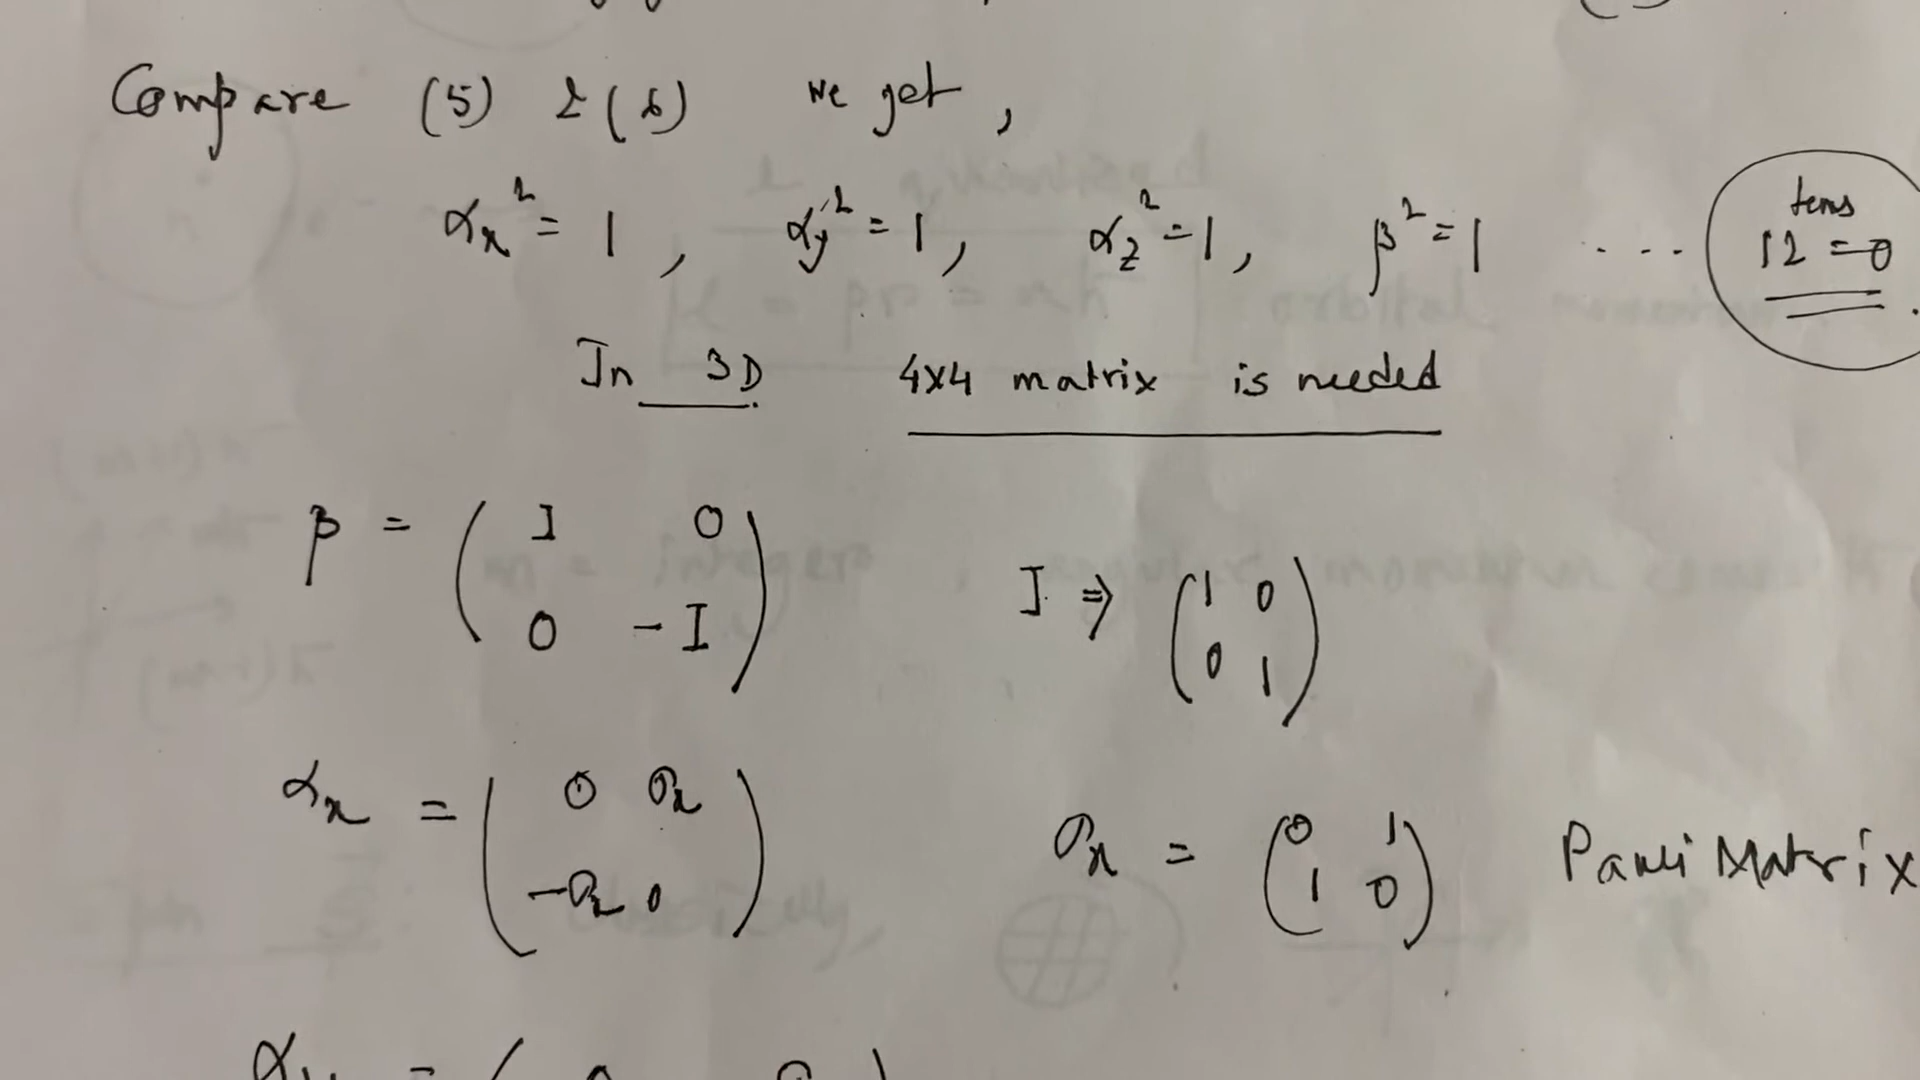 Compare (5) & (6) we get,
αx² = 1, αy² = 1, αz² = 1, β² = 1 ....
tems
12 = 0
In 3D 4x4 matrix is needed
β = ( I 0
0 -I )
I ⇒ ( 1 0
0 1 )
αx = ( 0 σx
-σx 0 )
σx = ( 0 1
1 0 ) Pauli Matrix